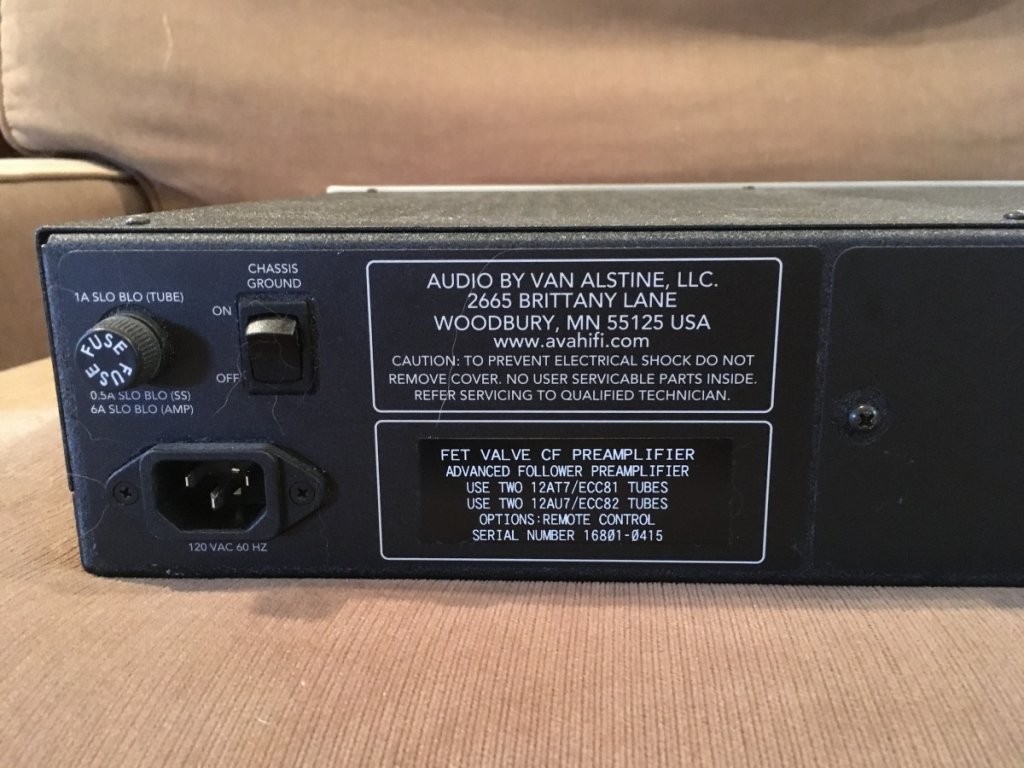 1A SLO BLO (TUBE)
FUSE
FUSE
0.5A SLO BLO (SS)
6A SLO BLO (AMP)
CHASSIS
GROUND
ON
OFF
120 VAC 60 HZ
AUDIO BY VAN ALSTINE, LLC.
2665 BRITTANY LANE
WOODBURY, MN 55125 USA
www.avahifi.com
CAUTION: TO PREVENT ELECTRICAL SHOCK DO NOT
REMOVE COVER. NO USER SERVICABLE PARTS INSIDE.
REFER SERVICING TO QUALIFIED TECHNICIAN.
FET VALVE CF PREAMPLIFIER
ADVANCED FOLLOWER PREAMPLIFIER
USE TWO 12AT7/ECC81 TUBES
USE TWO 12AU7/ECC82 TUBES
OPTIONS:REMOTE CONTROL
SERIAL NUMBER 16801-0415